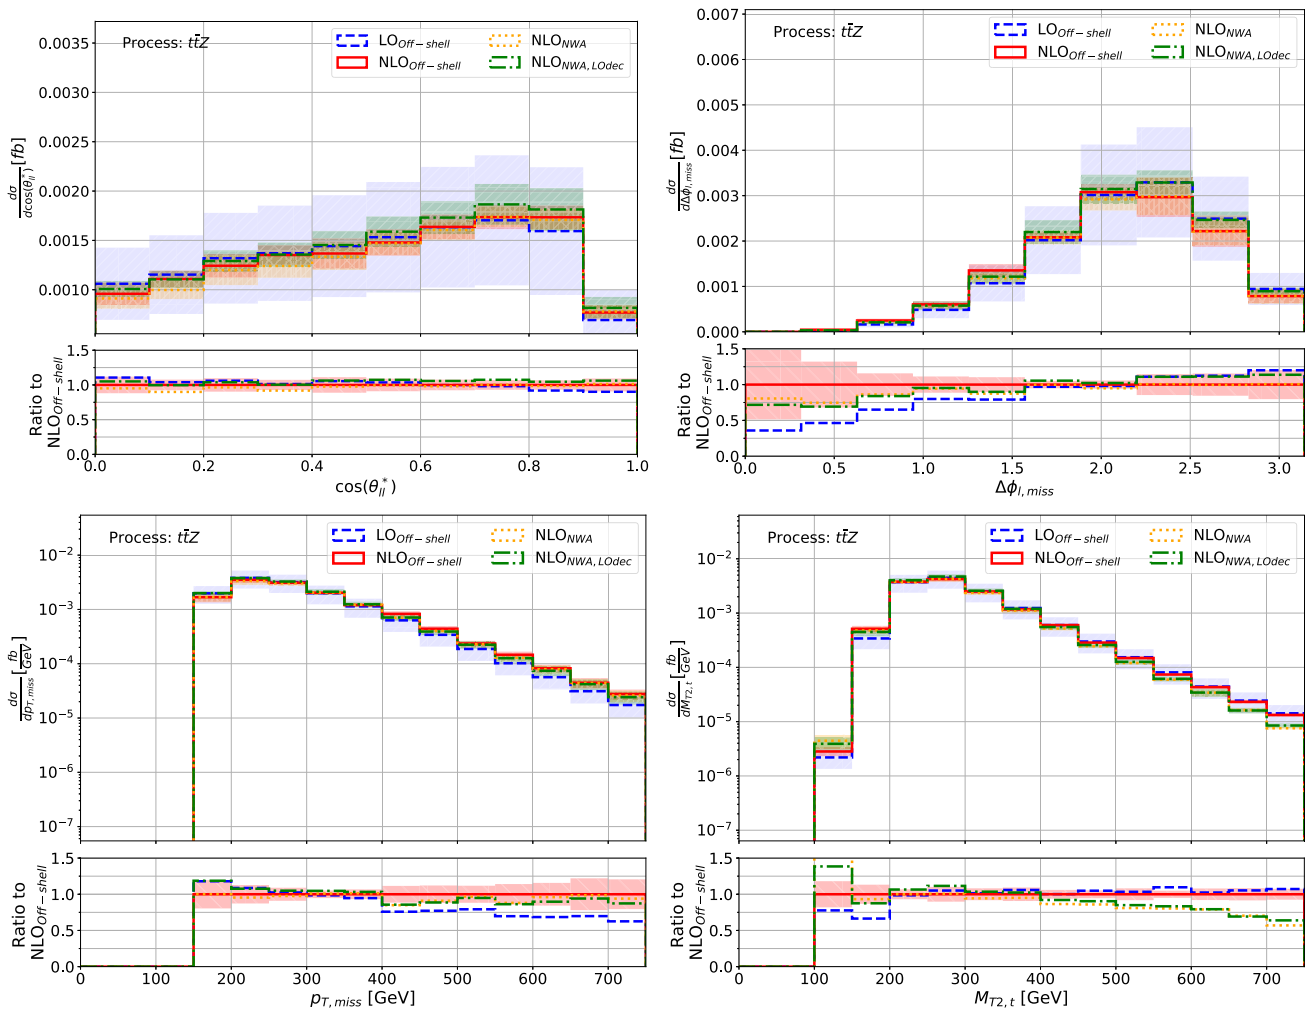 Process: tt̄Z
LO_Off−shell
NLO_Off−shell
NLO_NWA
NLO_NWA,LOdec
dσ/dcos(θ*_ll) [fb]
0.0035
0.0030
0.0025
0.0020
0.0015
0.0010
Ratio to
NLO_Off−shell
1.5
1.0
0.5
0.0
0.0 0.2 0.4 0.6 0.8 1.0
cos(θ*_ll)
Process: tt̄Z
LO_Off−shell
NLO_Off−shell
NLO_NWA
NLO_NWA,LOdec
dσ/dΔϕ_l,miss [fb]
0.007
0.006
0.005
0.004
0.003
0.002
0.001
0.000
Ratio to
NLO_Off−shell
1.5
1.0
0.5
0.0
0.0 0.5 1.0 1.5 2.0 2.5 3.0
Δϕ_l,miss
Process: tt̄Z
LO_Off−shell
NLO_Off−shell
NLO_NWA
NLO_NWA,LOdec
dσ/dp_T,miss [fb/GeV]
10⁻²
10⁻³
10⁻⁴
10⁻⁵
10⁻⁶
10⁻⁷
Ratio to
NLO_Off−shell
1.5
1.0
0.5
0.0
0 100 200 300 400 500 600 700
p_T,miss [GeV]
Process: tt̄Z
LO_Off−shell
NLO_Off−shell
NLO_NWA
NLO_NWA,LOdec
dσ/dM_T2,t [fb/GeV]
10⁻²
10⁻³
10⁻⁴
10⁻⁵
10⁻⁶
10⁻⁷
Ratio to
NLO_Off−shell
1.5
1.0
0.5
0.0
0 100 200 300 400 500 600 700
M_T2,t [GeV]